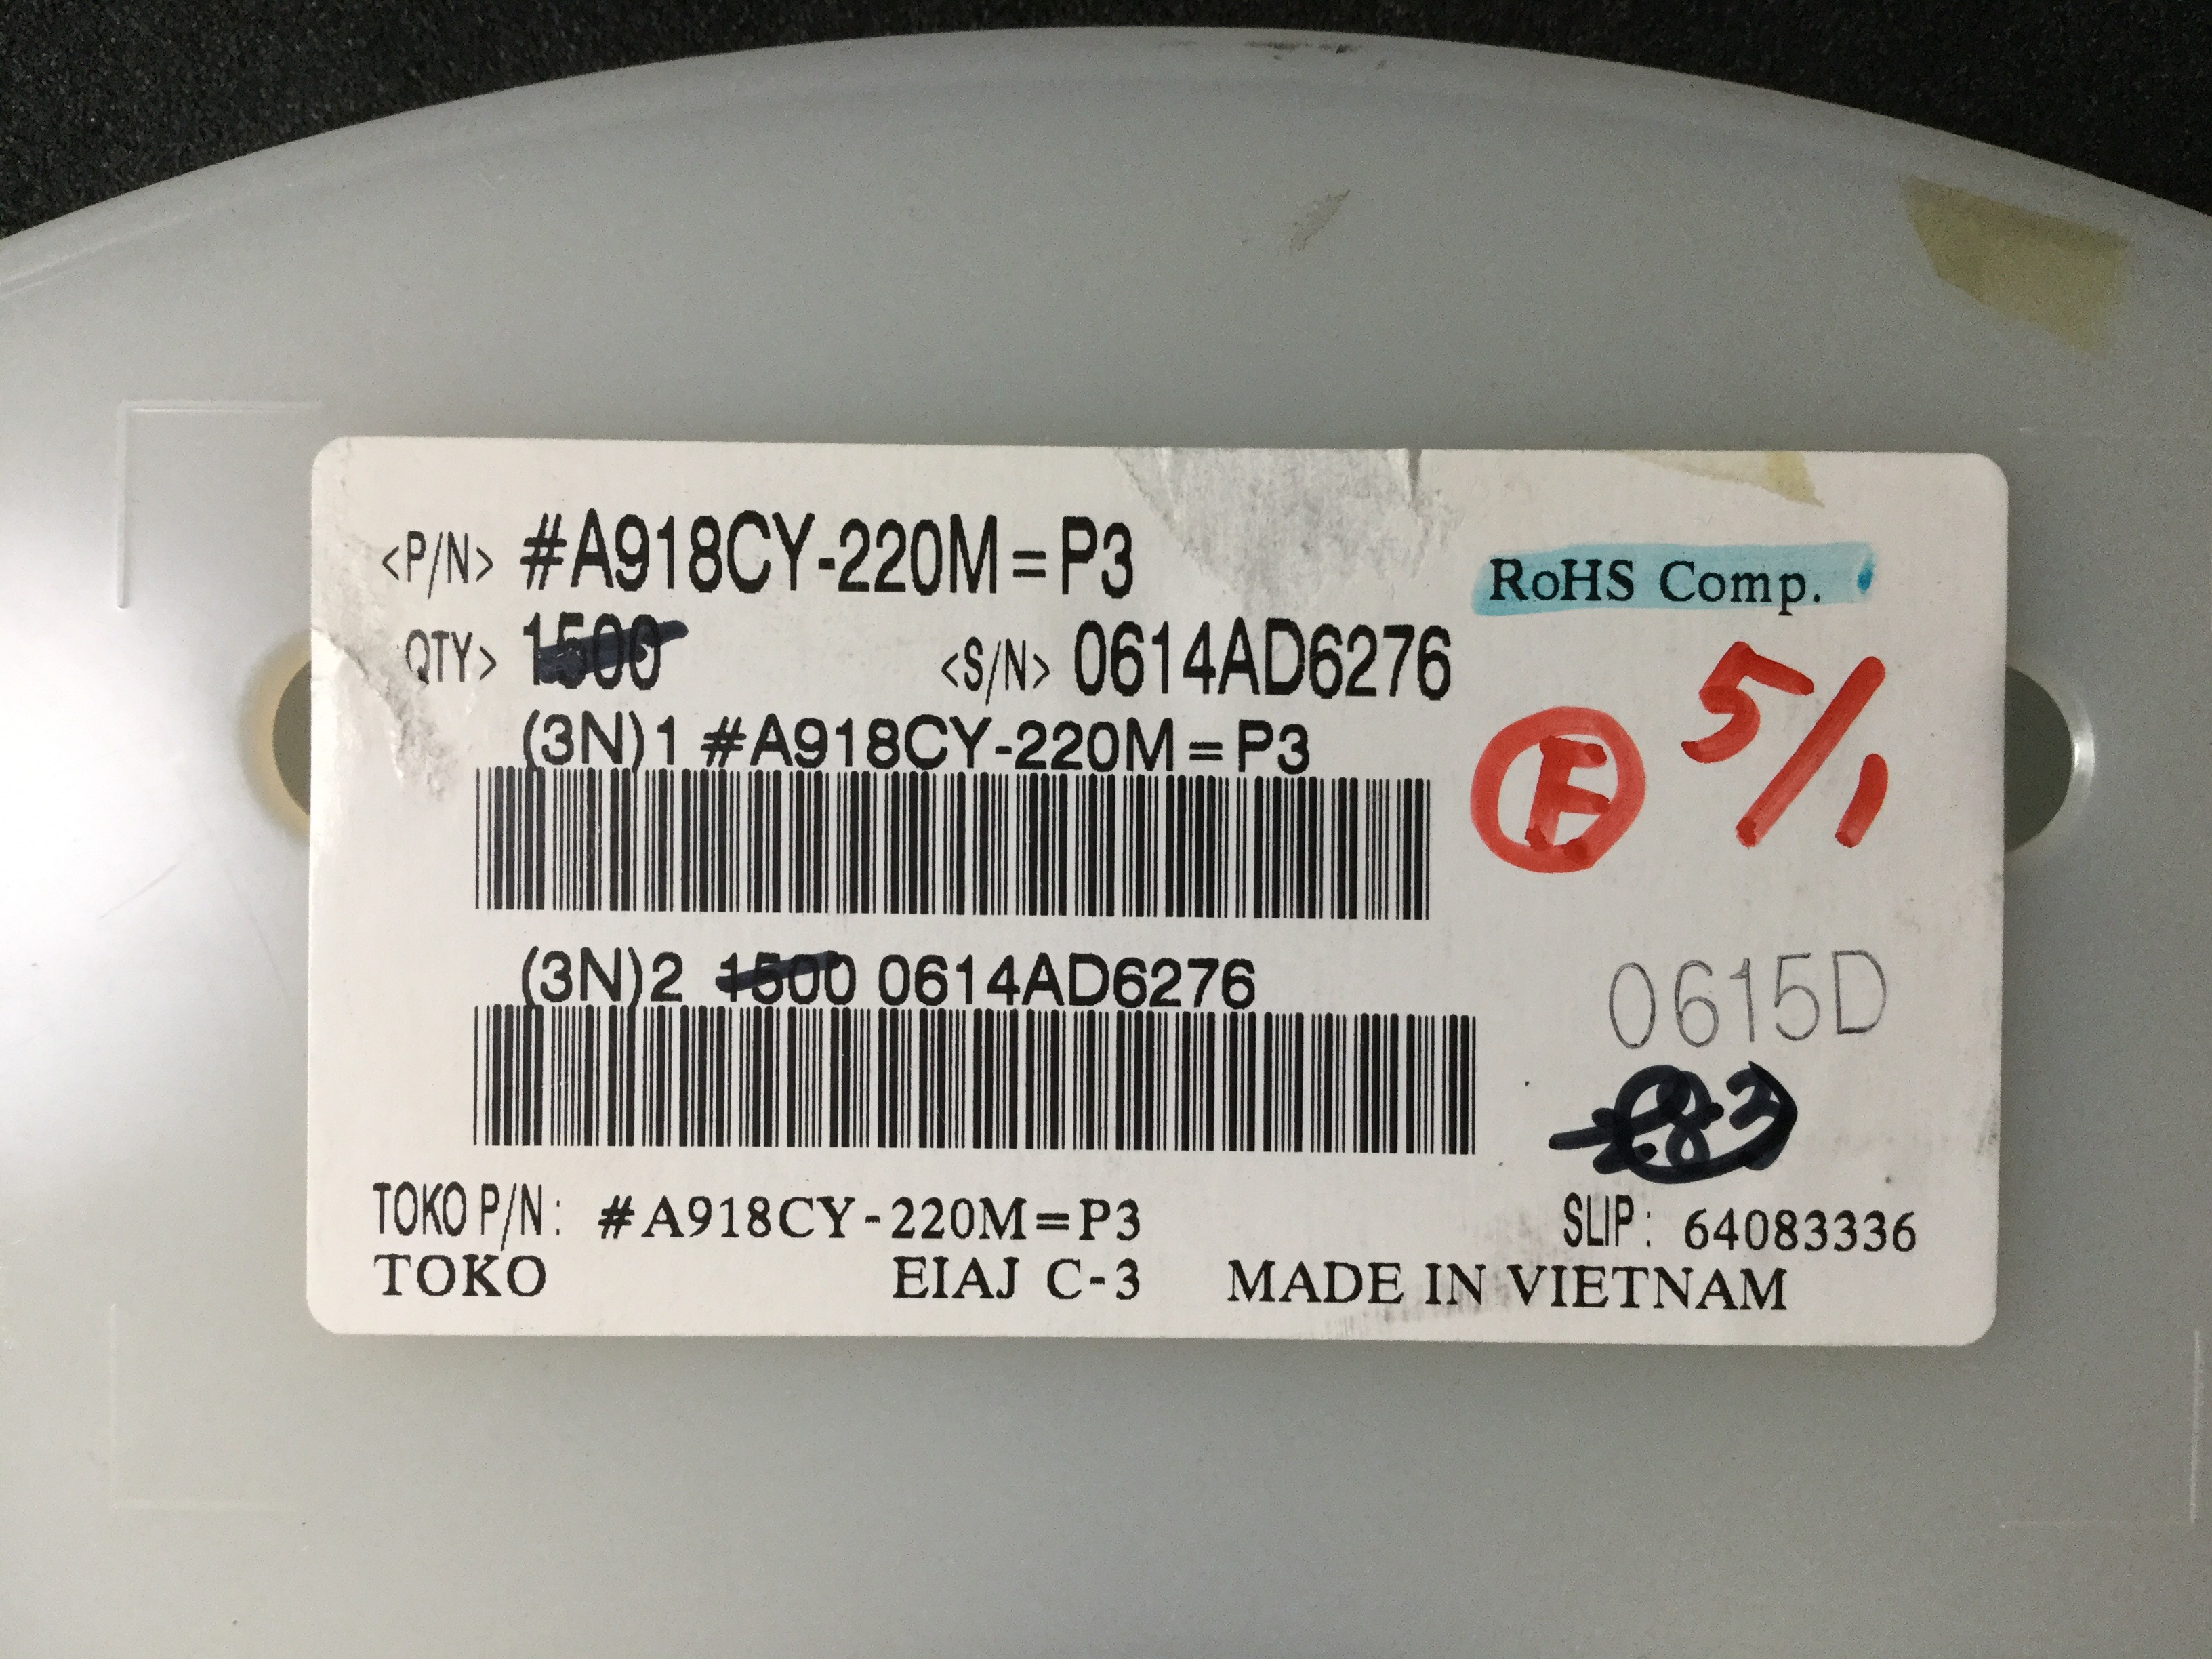 <P/N> #A918CY-220M=P3
RoHS Comp.
QTY> 1500 <S/N> 0614AD6276
5/1
F
(3N)1 #A918CY-220M=P3
(3N)2 1500 0614AD6276
0615D
TOKO P/N: #A918CY-220M=P3 SLIP: 64083336
TOKO EIAJ C-3 MADE IN VIETNAM